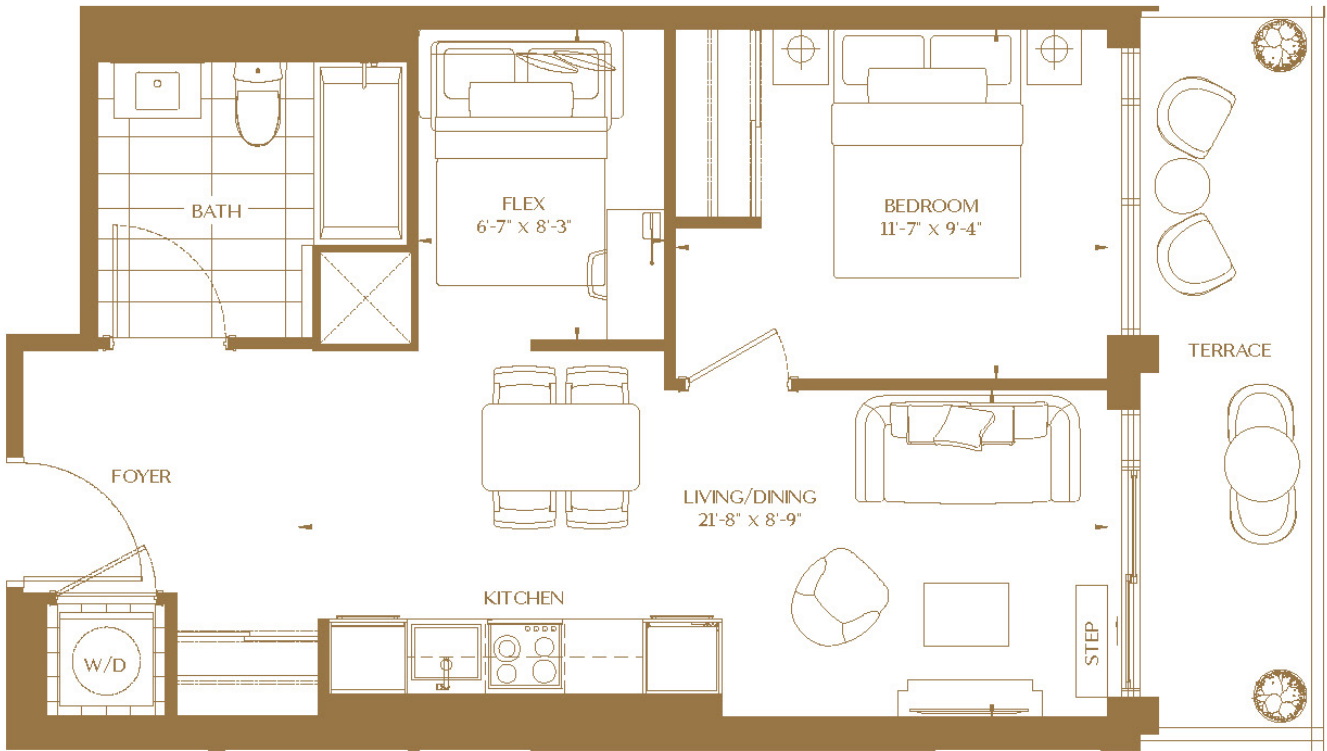 BATH
FLEX
6'-7" X 8'-3"
BEDROOM
11'-7" X 9'-4"
TERRACE
FOYER
LIVING/DINING
21'-8" X 8'-9"
KITCHEN
W/D
STEP